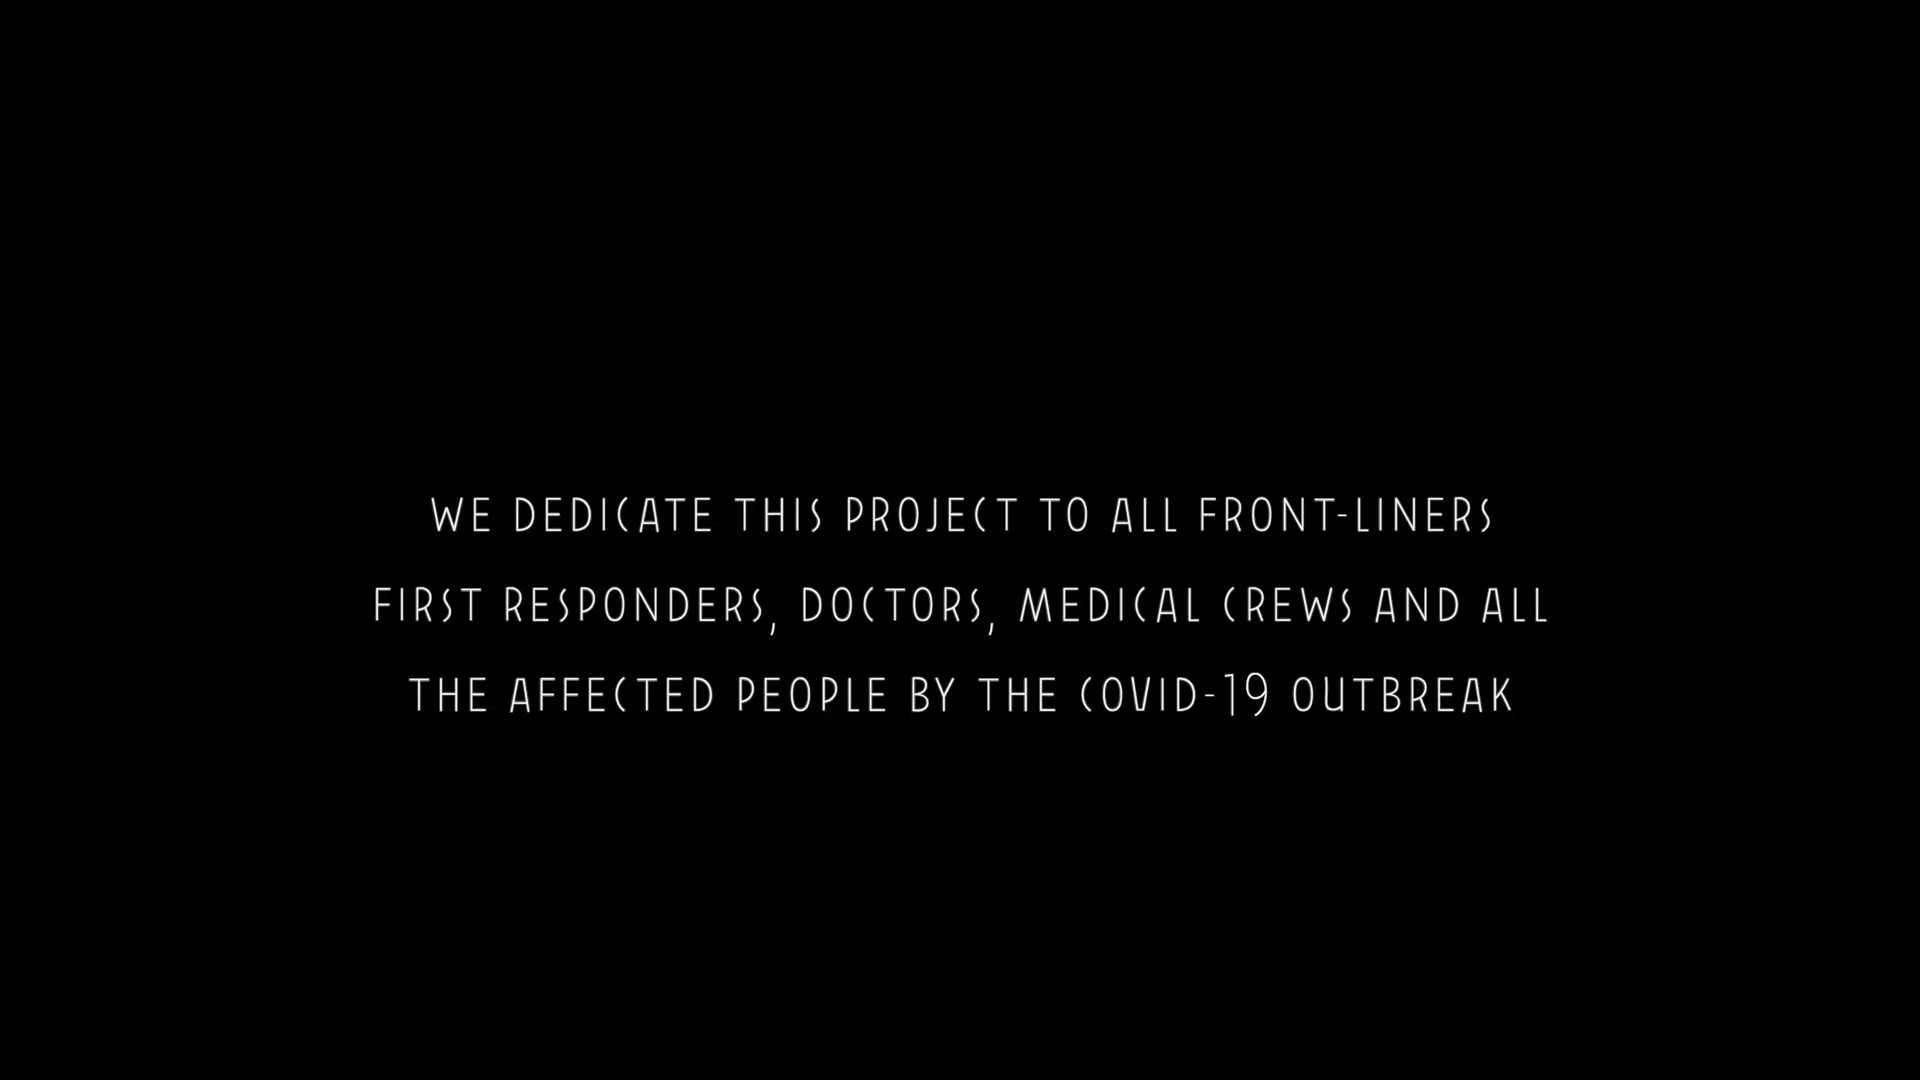 WE DEDICATE THIS PROJECT TO ALL FRONT-LINERS
FIRST RESPONDERS, DOCTORS, MEDICAL CREWS AND ALL
THE AFFECTED PEOPLE BY THE COVID-19 OUTBREAK